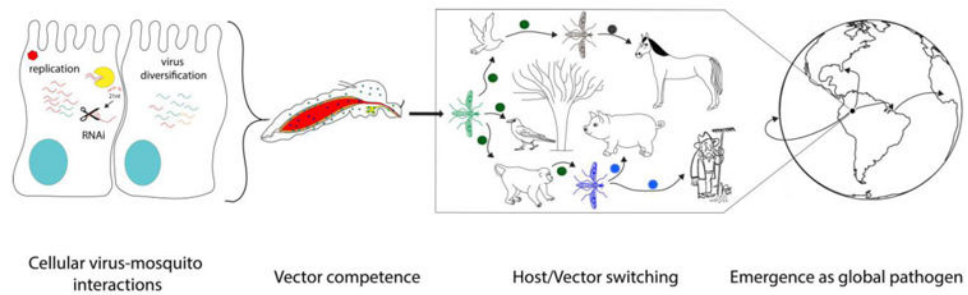 replication
virus
diversification
RNAi
Cellular virus-mosquito
interactions
Vector competence
Host/Vector switching
Emergence as global pathogen